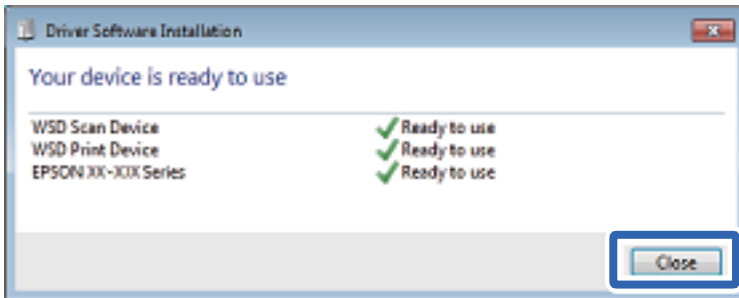 Driver Software Installation
Your device is ready to use
WSD Scan Device Ready to use
WSD Print Device Ready to use
EPSON XX-XXX Series Ready to use
Close